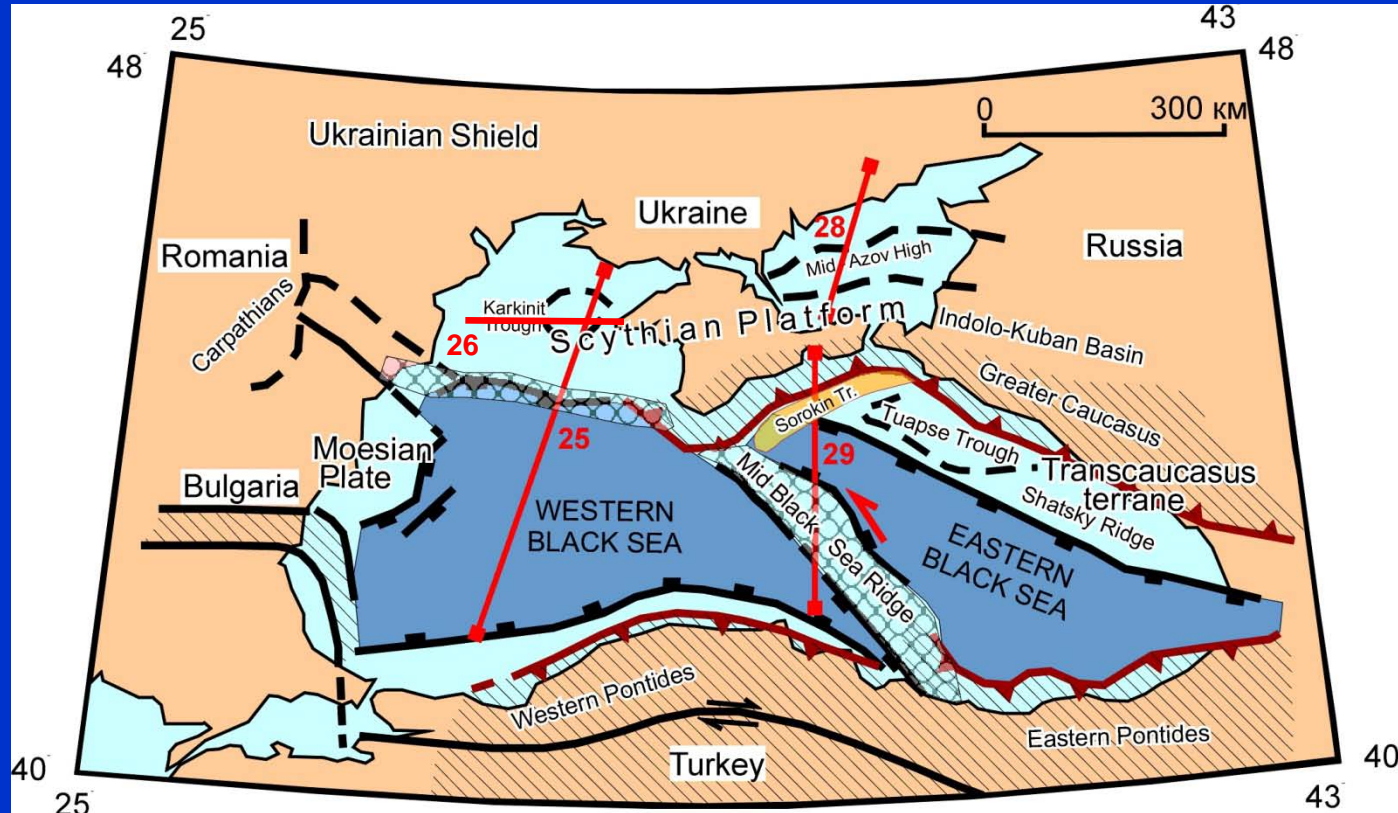 25
43
48
48
0
300 км
Ukrainian Shield
Ukraine
28
Romania
Russia
Mid
Azov High
Carpathians
Karkinit
Trough
Scythian Platform
Indolo-Kuban Basin
26
Greater Caucasus
Sorokin Tr.
Tuapse Trough
25
29
Moesian
Plate
Transcaucasus
terrane
Bulgaria
Shatsky Ridge
WESTERN
BLACK SEA
Mid Black Sea Ridge
EASTERN
BLACK SEA
Western Pontides
Eastern Pontides
Turkey
40
40
25
43